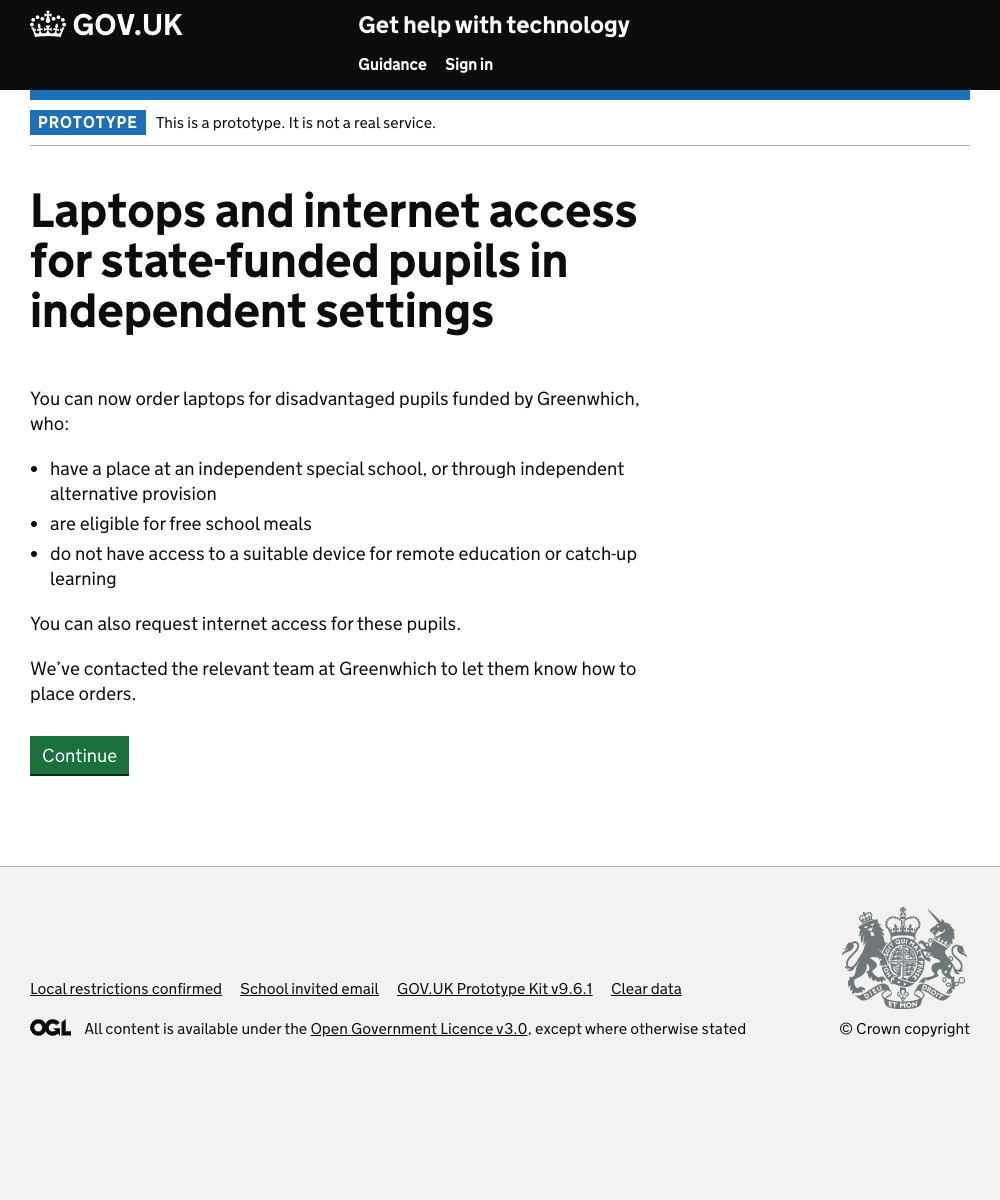 GOV.UK
Get help with technology
Guidance Sign in
PROTOTYPE This is a prototype. It is not a real service.
Laptops and internet access
for state-funded pupils in
independent settings
You can now order laptops for disadvantaged pupils funded by Greenwhich,
who:
• have a place at an independent special school, or through independent
alternative provision
• are eligible for free school meals
• do not have access to a suitable device for remote education or catch-up
learning
You can also request internet access for these pupils.
We’ve contacted the relevant team at Greenwhich to let them know how to
place orders.
Continue
Local restrictions confirmed School invited email GOV.UK Prototype Kit v9.6.1 Clear data
OGL All content is available under the Open Government Licence v3.0, except where otherwise stated
DIEU ET MON DROIT
© Crown copyright